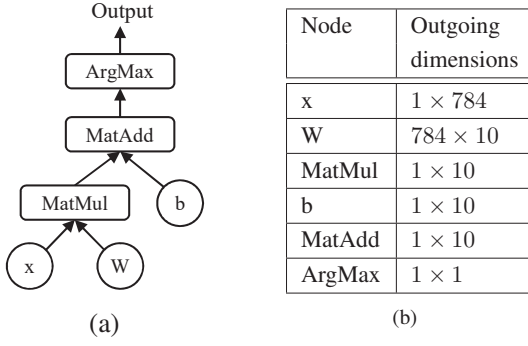 Output
ArgMax
MatAdd
MatMul
b
x
W
(a)
Node Outgoing
dimensions
x 1 × 784
W 784 × 10
MatMul 1 × 10
b 1 × 10
MatAdd 1 × 10
ArgMax 1 × 1
(b)